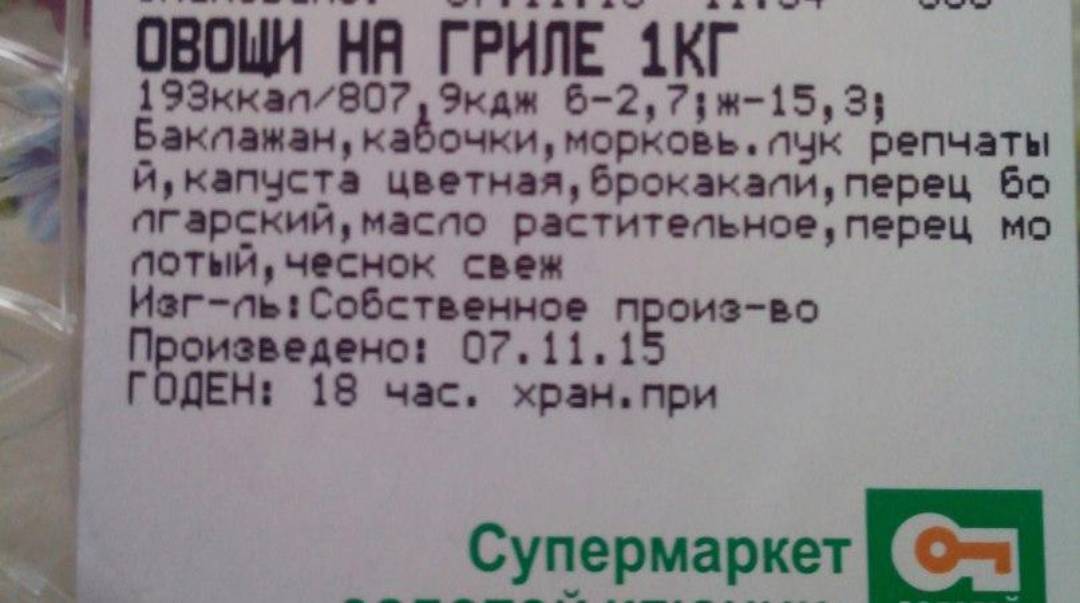 ОВОЩИ НА ГРИЛЕ 1КГ
193ккал/807,9кдж б-2,7;ж-15,3;
Баклажан,кабочки,морковь.лук репчаты
й,капуста цветная,брокакали,перец бо
лгарский,масло растительное,перец мо
лотый,чеснок свеж
Изг-ль:Собственное произ-во
Произведено: 07.11.15
ГОДЕН: 18 час. хран.при
Супермаркет